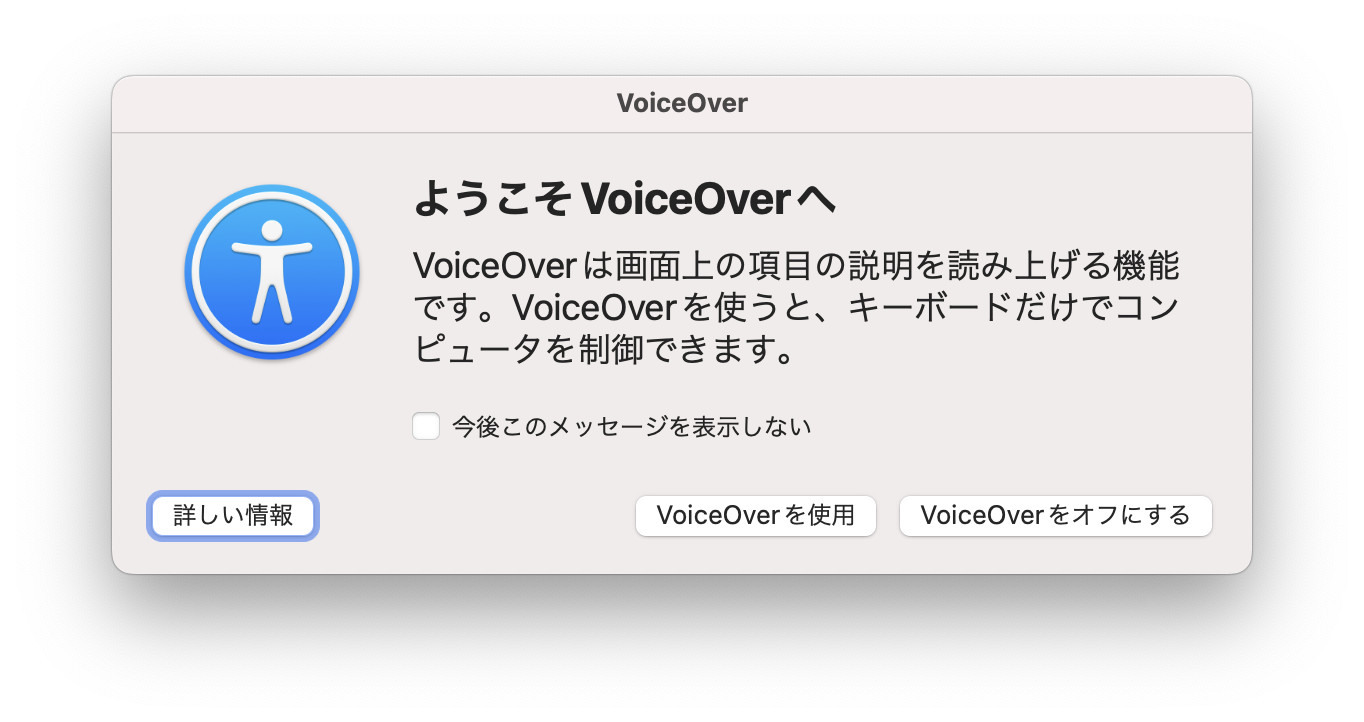 VoiceOver
ようこそVoiceOverへ
VoiceOverは画面上の項目の説明を読み上げる機能
です。VoiceOverを使うと、キーボードだけでコン
ピュータを制御できます。
今後このメッセージを表示しない
詳しい情報
VoiceOverを使用
VoiceOverをオフにする